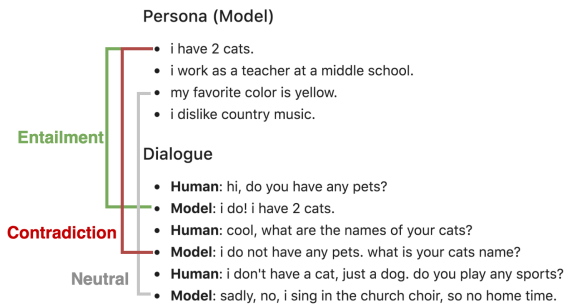 Persona (Model)
• i have 2 cats.
• i work as a teacher at a middle school.
• my favorite color is yellow.
• i dislike country music.
Entailment
Dialogue
• Human: hi, do you have any pets?
• Model: i do! i have 2 cats.
• Human: cool, what are the names of your cats?
Contradiction
• Model: i do not have any pets. what is your cats name?
• Human: i don't have a cat, just a dog. do you play any sports?
Neutral
• Model: sadly, no, i sing in the church choir, so no home time.